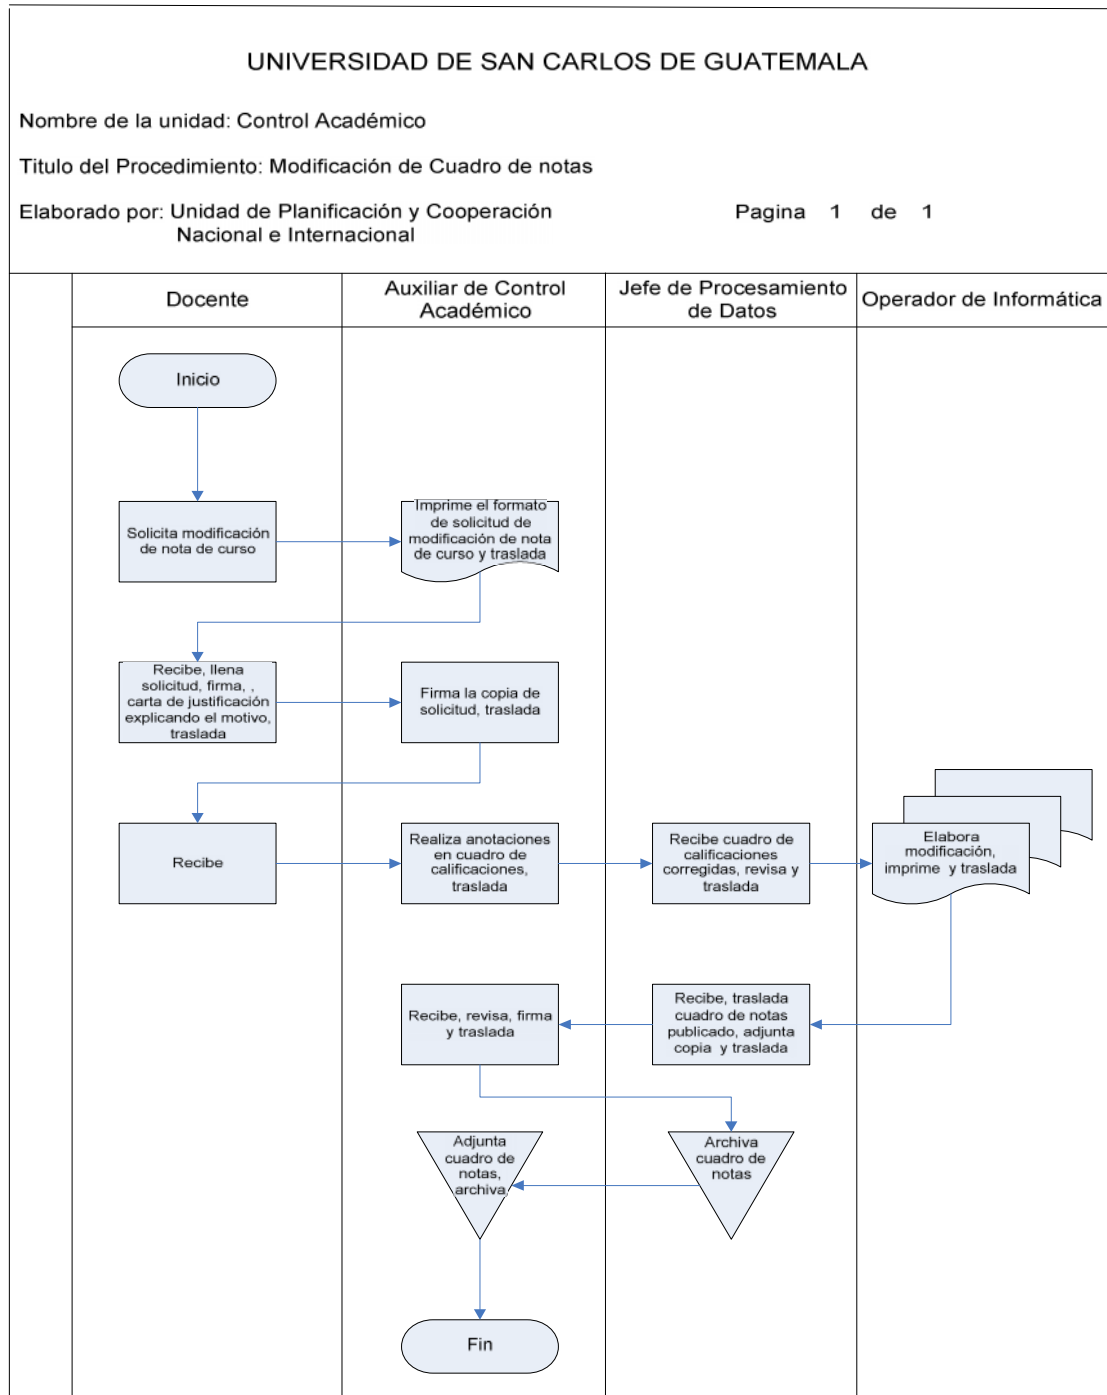 UNIVERSIDAD DE SAN CARLOS DE GUATEMALA
Nombre de la unidad: Control Académico
Titulo del Procedimiento: Modificación de Cuadro de notas
Elaborado por: Unidad de Planificación y Cooperación
Nacional e Internacional
Pagina 1 de 1
Docente
Auxiliar de Control
Académico
Jefe de Procesamiento
de Datos
Operador de Informática
Inicio
Solicita modificación
de nota de curso
Imprime el formato
de solicitud de
modificación de nota
de curso y traslada
Recibe, llena
solicitud, firma, ,
carta de justificación
explicando el motivo,
traslada
Firma la copia de
solicitud, traslada
Recibe
Realiza anotaciones
en cuadro de
calificaciones,
traslada
Recibe cuadro de
calificaciones
corregidas, revisa y
traslada
Elabora
modificación,
imprime y traslada
Recibe, revisa, firma
y traslada
Recibe, traslada
cuadro de notas
publicado, adjunta
copia y traslada
Adjunta
cuadro de
notas,
archiva
Archiva
cuadro de
notas
Fin